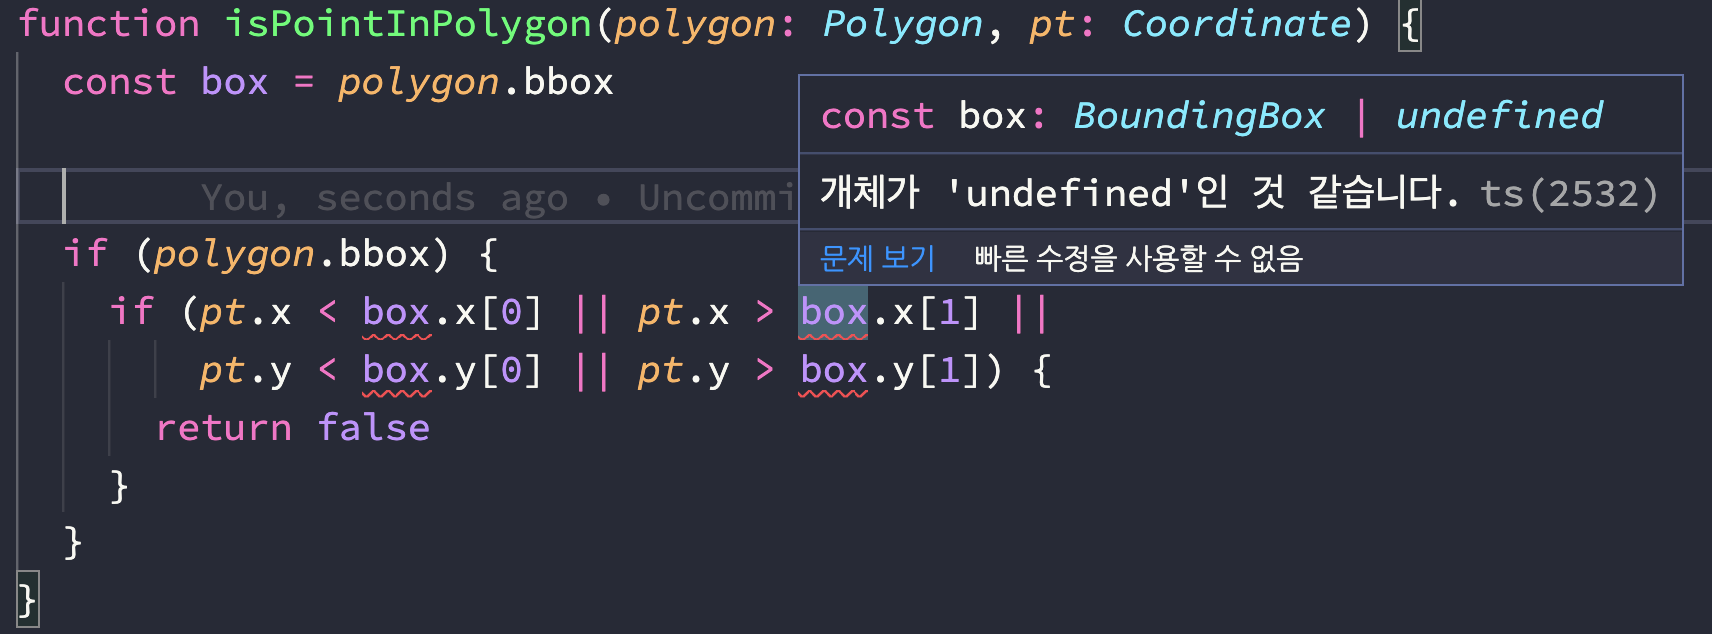 function isPointInPolygon(polygon: Polygon, pt: Coordinate) {
const box = polygon.bbox
const box: BoundingBox | undefined
개체가 'undefined'인 것 같습니다. ts(2532)
You, seconds ago • Uncommi
문제 보기 빠른 수정을 사용할 수 없음
if (polygon.bbox) {
if (pt.x < box.x[0] || pt.x > box.x[1] ||
pt.y < box.y[0] || pt.y > box.y[1]) {
return false
}
}
}